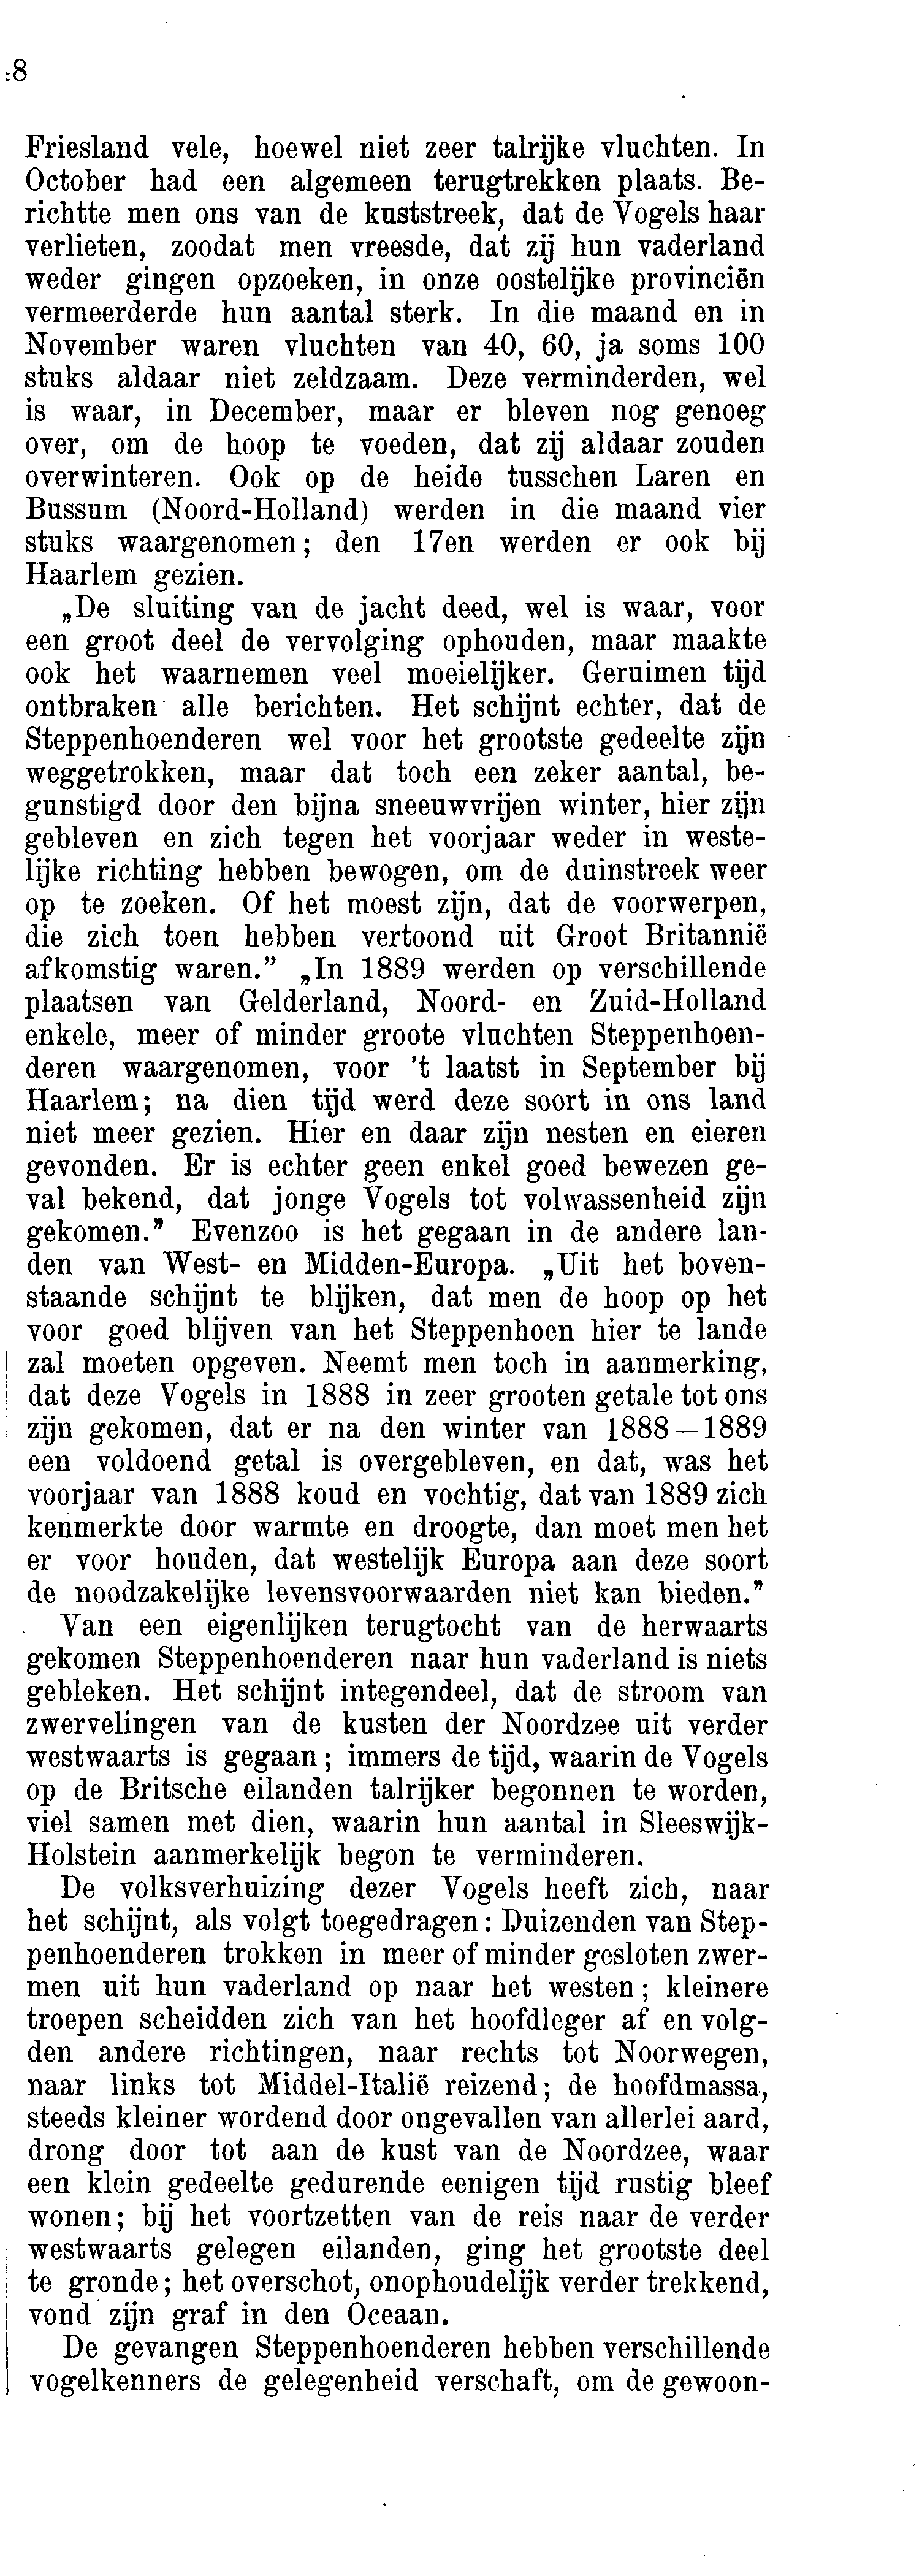 :8
Friesland vele, hoewel niet zeer talrijke vluchten. In
October had een algemeen terugtrekken plaats. Be-
richtte men ons van de kuststreek, dat de Vogels haar
verlieten, zoodat men vreesde, dat zij hun vaderland
weder gingen opzoeken, in onze oostelijke provinciën
vermeerderde hun aantal sterk. In die maand en in
November waren vluchten van 40, 60, ja soms 100
stuks aldaar niet zeldzaam. Deze verminderden, wel
is waar, in December, maar er bleven nog genoeg
over, om de hoop te voeden, dat zij aldaar zouden
overwinteren. Ook op de heide tusschen Laren en
Bussum (Noord-Holland) werden in die maand vier
stuks waargenomen; den 17en werden er ook bij
Haarlem gezien.
„De sluiting van de jacht deed, wel is waar, voor
een groot deel de vervolging ophouden, maar maakte
ook het waarnemen veel moeielijker. Geruimen tijd
ontbraken alle berichten. Het schijnt echter, dat de
Steppenhoenderen wel voor het grootste gedeelte zijn
weggetrokken, maar dat toch een zeker aantal, be-
gunstigd door den bijna sneeuwvrijen winter, hier zijn
gebleven en zich tegen het voorjaar weder in weste-
lijke richting hebben bewogen, om de duinstreek weer
op te zoeken. Of het moest zijn, dat de voorwerpen,
die zich toen hebben vertoond uit Groot Britannië
afkomstig waren.” „In 1889 werden op verschillende
plaatsen van Gelderland, Noord- en Zuid-Holland
enkele, meer of minder groote vluchten Steppenhoen-
deren waargenomen, voor 't laatst in September bij
Haarlem; na dien tijd werd deze soort in ons land
niet meer gezien. Hier en daar zijn nesten en eieren
gevonden. Er is echter geen enkel goed bewezen ge-
val bekend, dat jonge Vogels tot volwassenheid zijn
gekomen.” Evenzoo is het gegaan in de andere lan-
den van West- en Midden-Europa. „Uit het boven-
staande schijnt te blijken, dat men de hoop op het
voor goed blijven van het Steppenhoen hier te lande
zal moeten opgeven. Neemt men toch in aanmerking,
dat deze Vogels in 1888 in zeer grooten getale tot ons
zijn gekomen, dat er na den winter van 1888—1889
een voldoend getal is overgebleven, en dat, was het
voorjaar van 1888 koud en vochtig, dat van 1889 zich
kenmerkte door warmte en droogte, dan moet men het
er voor houden, dat westelijk Europa aan deze soort
de noodzakelijke levensvoorwaarden niet kan bieden.”
Van een eigenlijken terugtocht van de herwaarts
gekomen Steppenhoenderen naar hun vaderland is niets
gebleken. Het schijnt integendeel, dat de stroom van
zwervelingen van de kusten der Noordzee uit verder
westwaarts is gegaan; immers de tijd, waarin de Vogels
op de Britsche eilanden talrijker begonnen te worden,
viel samen met dien, waarin hun aantal in Sleeswijk-
Holstein aanmerkelijk begon te verminderen.
De volksverhuizing dezer Vogels heeft zich, naar
het schijnt, als volgt toegedragen: Duizenden van Step-
penhoenderen trokken in meer of minder gesloten zwer-
men uit hun vaderland op naar het westen; kleinere
troepen scheidden zich van het hoofdleger af en volg-
den andere richtingen, naar rechts tot Noorwegen,
naar links tot Middel-Italië reizend; de hoofdmassa,
steeds kleiner wordend door ongevallen van allerlei aard,
drong door tot aan de kust van de Noordzee, waar
een klein gedeelte gedurende eenigen tijd rustig bleef
wonen; bij het voortzetten van de reis naar de verder
westwaarts gelegen eilanden, ging het grootste deel
te gronde; het overschot, onophoudelijk verder trekkend,
vond zijn graf in den Oceaan.
De gevangen Steppenhoenderen hebben verschillende
vogelkenners de gelegenheid verschaft, om de gewoon-